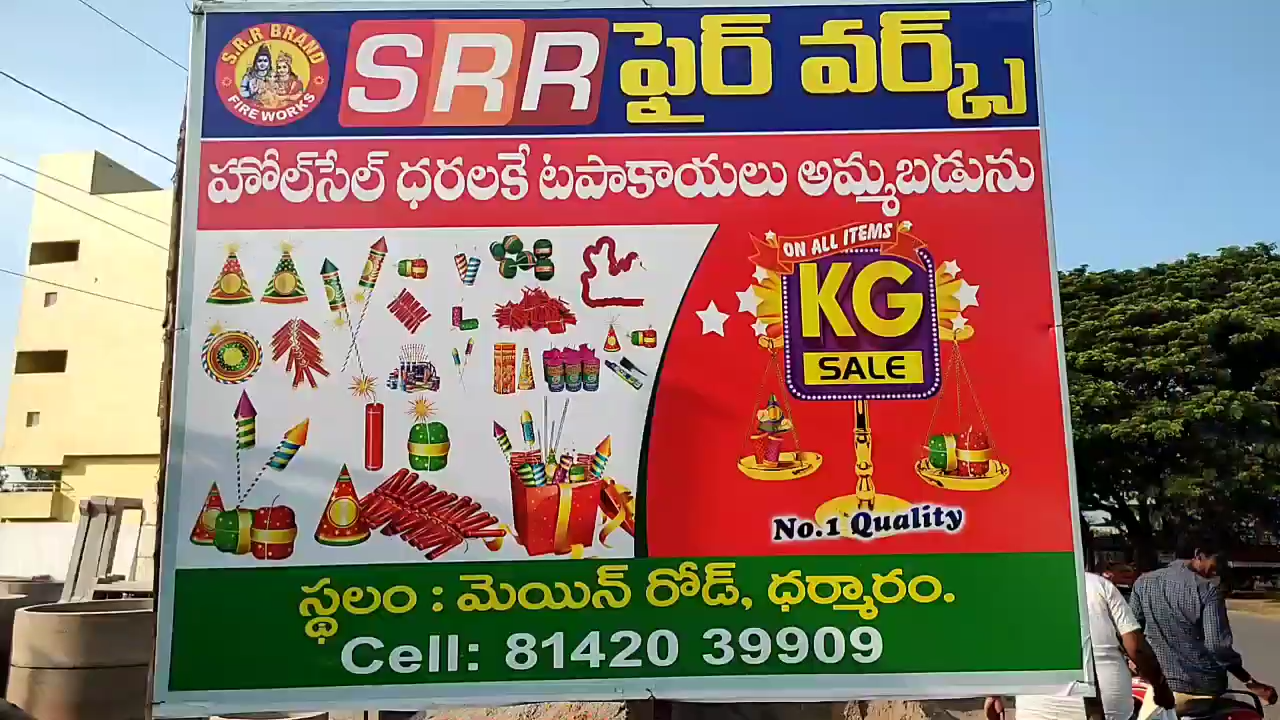 S.R.R BRAND
FIRE WORKS
SRR ఫైర్ వర్క్స్
హోల్‌సేల్ ధరలకే టపాకాయలు అమ్మబడును
ON ALL ITEMS
KG
SALE
No.1 Quality
స్థలం : మెయిన్ రోడ్, ధర్మారం.
Cell: 81420 39909